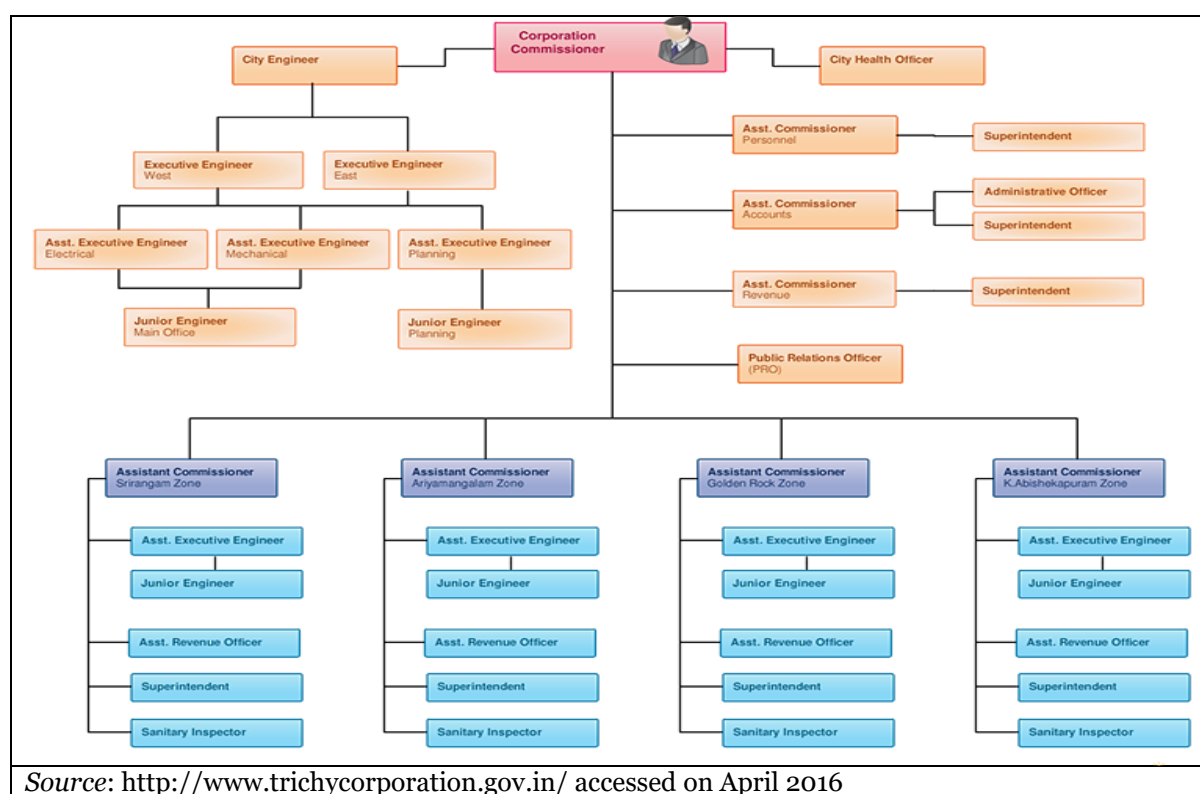 Corporation
Commissioner
City Engineer
City Health Officer
Asst. Commissioner
Personnel
Superintendent
Executive Engineer
West
Executive Engineer
East
Asst. Commissioner
Accounts
Administrative Officer
Superintendent
Asst. Executive Engineer
Electrical
Asst. Executive Engineer
Mechanical
Asst. Executive Engineer
Planning
Asst. Commissioner
Revenue
Superintendent
Junior Engineer
Main Office
Junior Engineer
Planning
Public Relations Officer
(PRO)
Assistant Commissioner
Srirangam Zone
Asst. Executive Engineer
Junior Engineer
Asst. Revenue Officer
Superintendent
Sanitary Inspector
Assistant Commissioner
Ariyamangalam Zone
Asst. Executive Engineer
Junior Engineer
Asst. Revenue Officer
Superintendent
Sanitary Inspector
Assistant Commissioner
Golden Rock Zone
Asst. Executive Engineer
Junior Engineer
Asst. Revenue Officer
Superintendent
Sanitary Inspector
Assistant Commissioner
K.Abishekapuram Zone
Asst. Executive Engineer
Junior Engineer
Asst. Revenue Officer
Superintendent
Sanitary Inspector
Source: http://www.trichycorporation.gov.in/ accessed on April 2016